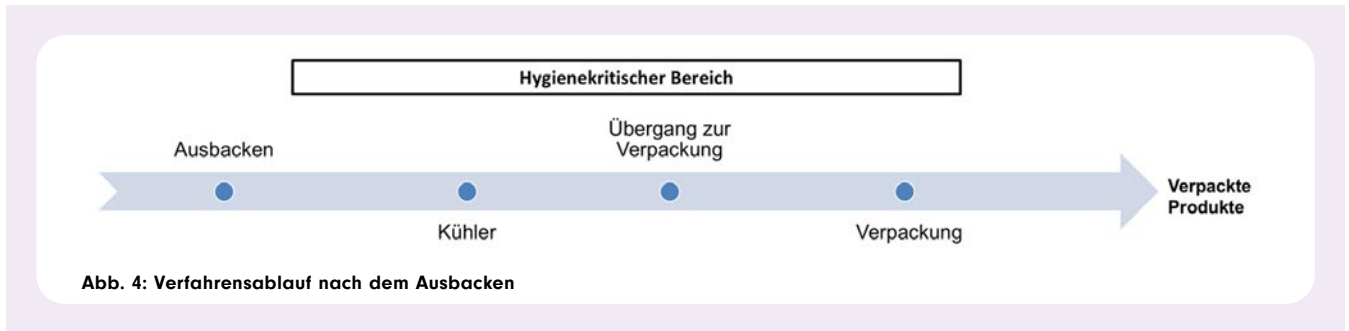 Hygienekritischer Bereich
Ausbacken
Übergang zur
Verpackung
Kühler
Verpackung
Verpackte
Produkte
Abb. 4: Verfahrensablauf nach dem Ausbacken